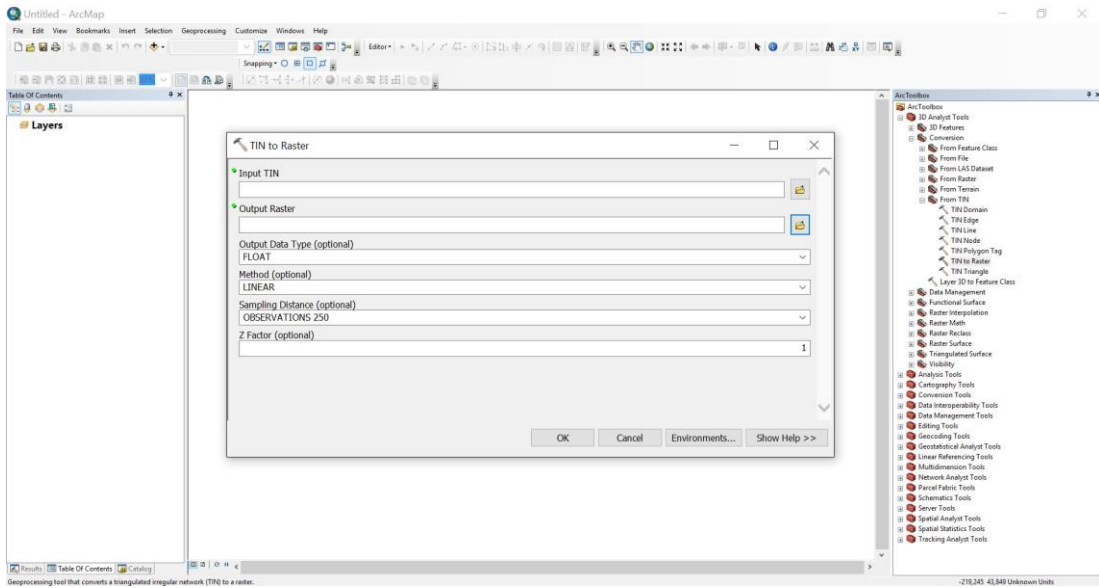 Untitled - ArcMap
File Edit View Bookmarks Insert Selection Geoprocessing Customize Windows Help
Editor
Snapping
Table Of Contents
Layers
TIN to Raster
Input TIN
Output Raster
Output Data Type (optional)
FLOAT
Method (optional)
LINEAR
Sampling Distance (optional)
OBSERVATIONS 250
Z Factor (optional)
1
OK Cancel Environments... Show Help >>
ArcToolbox
ArcToolbox
3D Analyst Tools
3D Features
Conversion
From Feature Class
From File
From LAS Dataset
From Raster
From Terrain
From TIN
TIN Domain
TIN Edge
TIN Line
TIN Node
TIN Polygon Tag
TIN to Raster
TIN Triangle
Layer 3D to Feature Class
Data Management
Functional Surface
Raster Interpolation
Raster Math
Raster Reclass
Raster Surface
Triangulated Surface
Visibility
Analysis Tools
Cartography Tools
Conversion Tools
Data Interoperability Tools
Data Management Tools
Editing Tools
Geocoding Tools
Geostatistical Analyst Tools
Linear Referencing Tools
Multidimension Tools
Network Analyst Tools
Parcel Fabric Tools
Schematics Tools
Server Tools
Spatial Analyst Tools
Spatial Statistics Tools
Tracking Analyst Tools
Results Table Of Contents Catalog
Geoprocessing tool that converts a triangulated irregular network (TIN) to a raster.
-219,245 43,849 Unknown Units